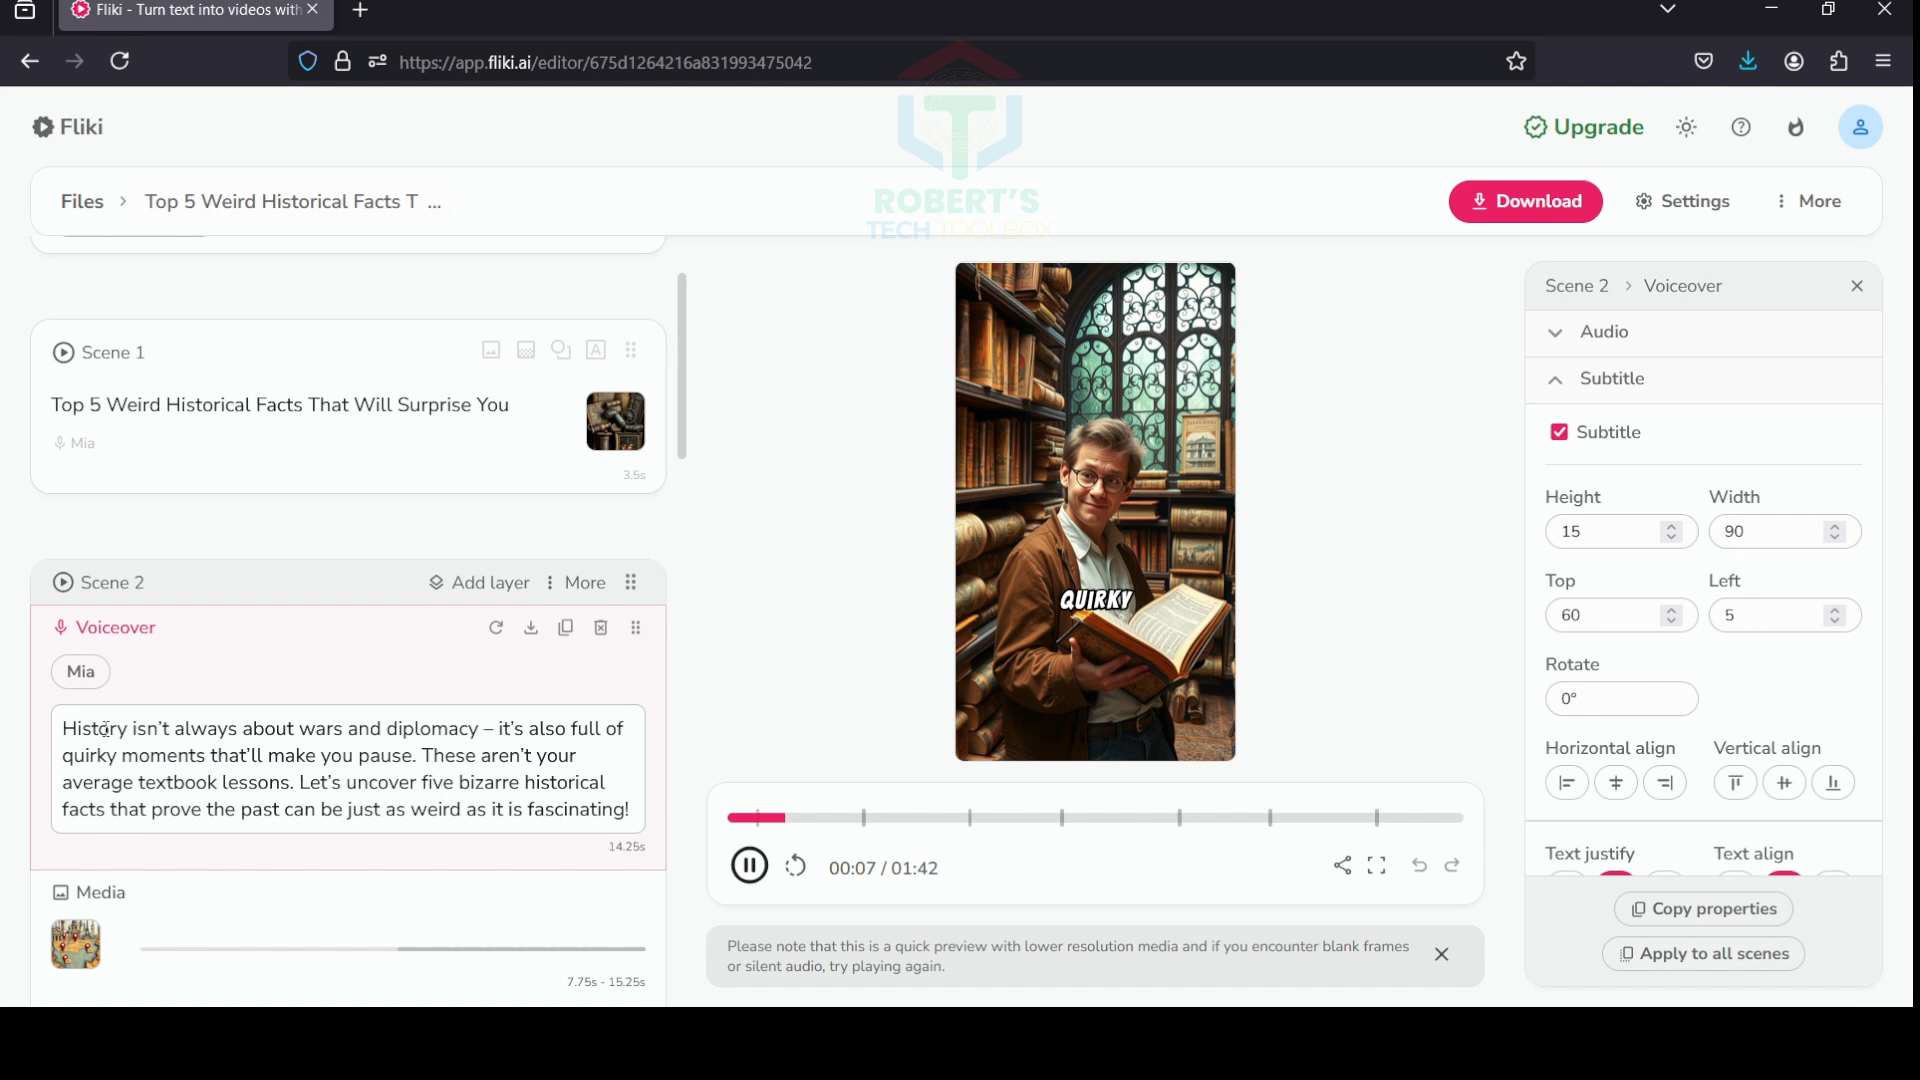 Fliki - Turn text into videos with
https://app.fliki.ai/editor/675d1264216a831993475042
Fliki
Upgrade
ROBERT'S
TECH TOOLBOX
Files > Top 5 Weird Historical Facts T ...
Download
Settings
More
Scene 1
Top 5 Weird Historical Facts That Will Surprise You
Mia
3.5s
Scene 2
Add layer
More
Voiceover
Mia
History isn't always about wars and diplomacy – it's also full of
quirky moments that'll make you pause. These aren't your
average textbook lessons. Let's uncover five bizarre historical
facts that prove the past can be just as weird as it is fascinating!
14.25s
Media
7.75s - 15.25s
QUIRKY
00:07 / 01:42
Please note that this is a quick preview with lower resolution media and if you encounter blank frames
or silent audio, try playing again.
Scene 2 > Voiceover
Audio
Subtitle
Subtitle
Height Width
15 90
Top Left
60 5
Rotate
0°
Horizontal align Vertical align
Text justify Text align
Copy properties
Apply to all scenes